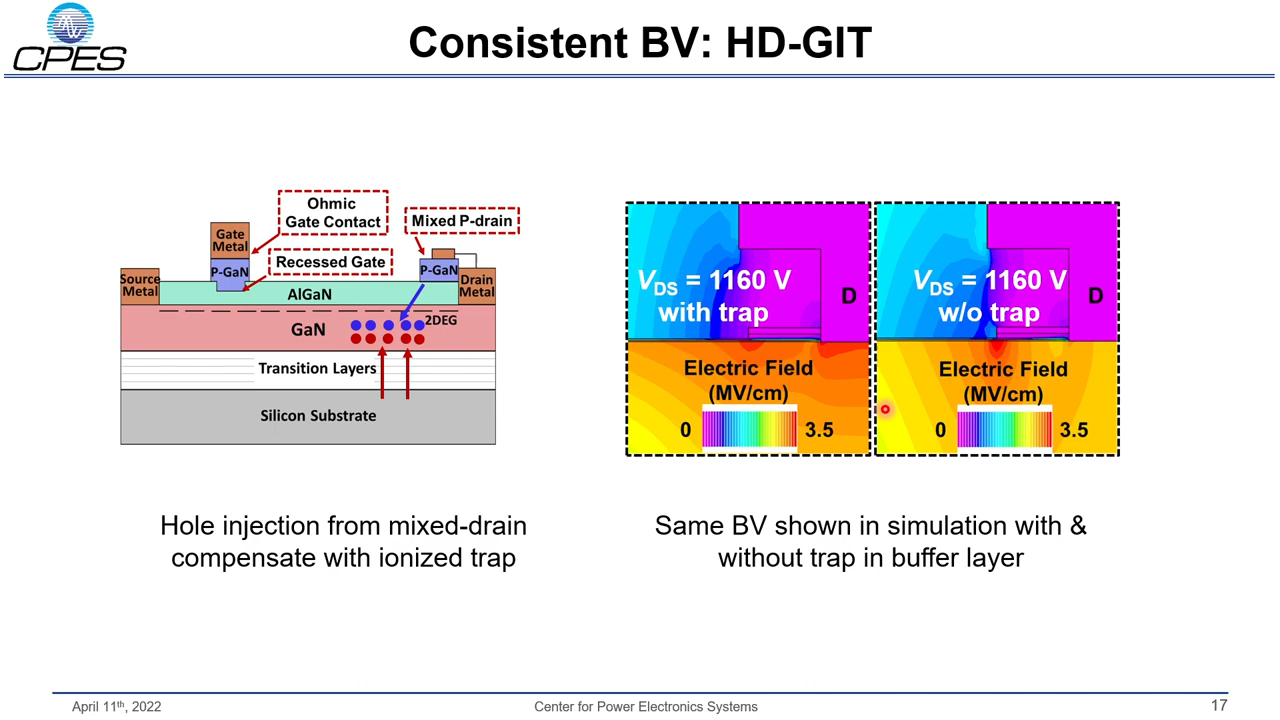 CPES
Consistent BV: HD-GIT
Ohmic
Gate Contact
Mixed P-drain
Recessed Gate
Gate
Metal
P-GaN
P-GaN
Source
Metal
Drain
Metal
AlGaN
2DEG
GaN
Transition Layers
Silicon Substrate
V_DS = 1160 V
with trap
D
Electric Field
(MV/cm)
0 3.5
V_DS = 1160 V
w/o trap
D
Electric Field
(MV/cm)
0 3.5
Hole injection from mixed-drain
compensate with ionized trap
Same BV shown in simulation with &
without trap in buffer layer
April 11th, 2022
Center for Power Electronics Systems
17